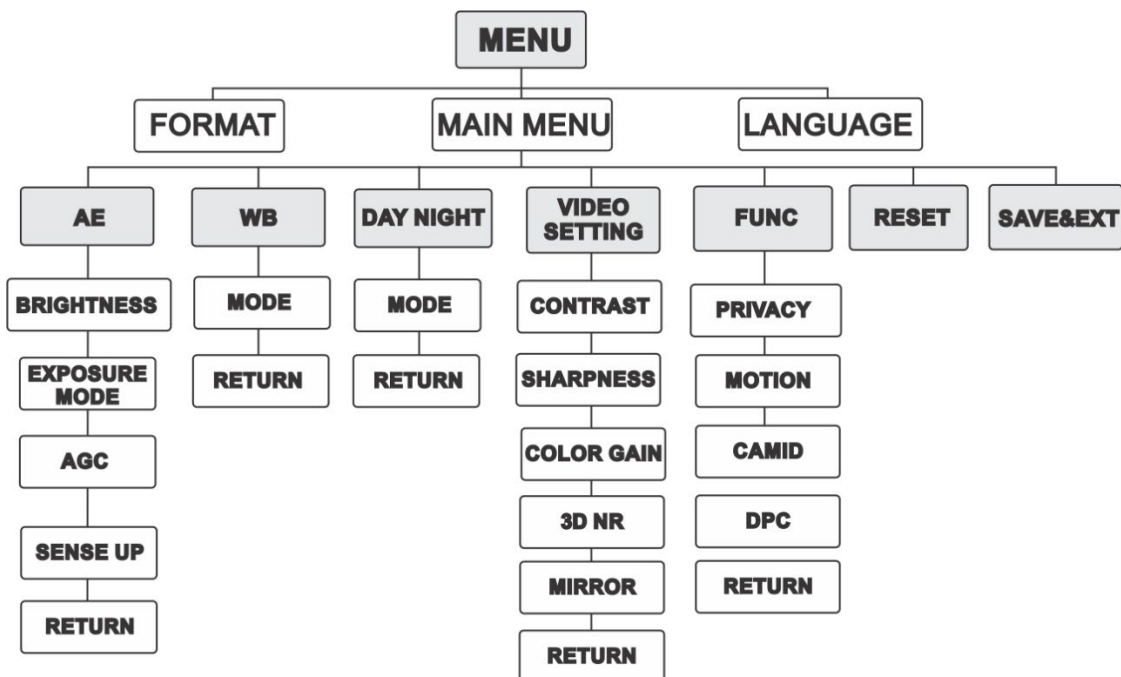 MENU
FORMAT
MAIN MENU
LANGUAGE
AE
WB
DAY NIGHT
VIDEO
SETTING
FUNC
RESET
SAVE&EXT
BRIGHTNESS
EXPOSURE
MODE
AGC
SENSE UP
RETURN
MODE
RETURN
MODE
RETURN
CONTRAST
SHARPNESS
COLOR GAIN
3D NR
MIRROR
RETURN
PRIVACY
MOTION
CAMID
DPC
RETURN